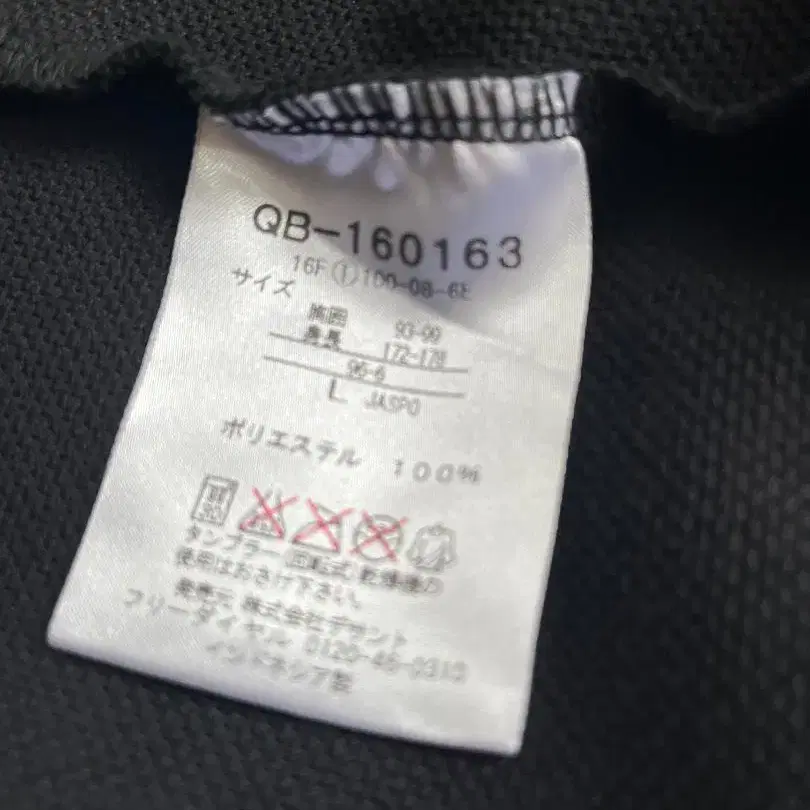 QB-160163
16F①100-08-6E
サイズ
胸囲 93-99
身長 172-178
96-6
L JASPO
ポリエステル 100%
タンブラー(回転式)乾燥機の
使用はおさけ下さい。
発売元 株式会社デサント
フリーダイヤル 0120-46-0310
インドネシア製